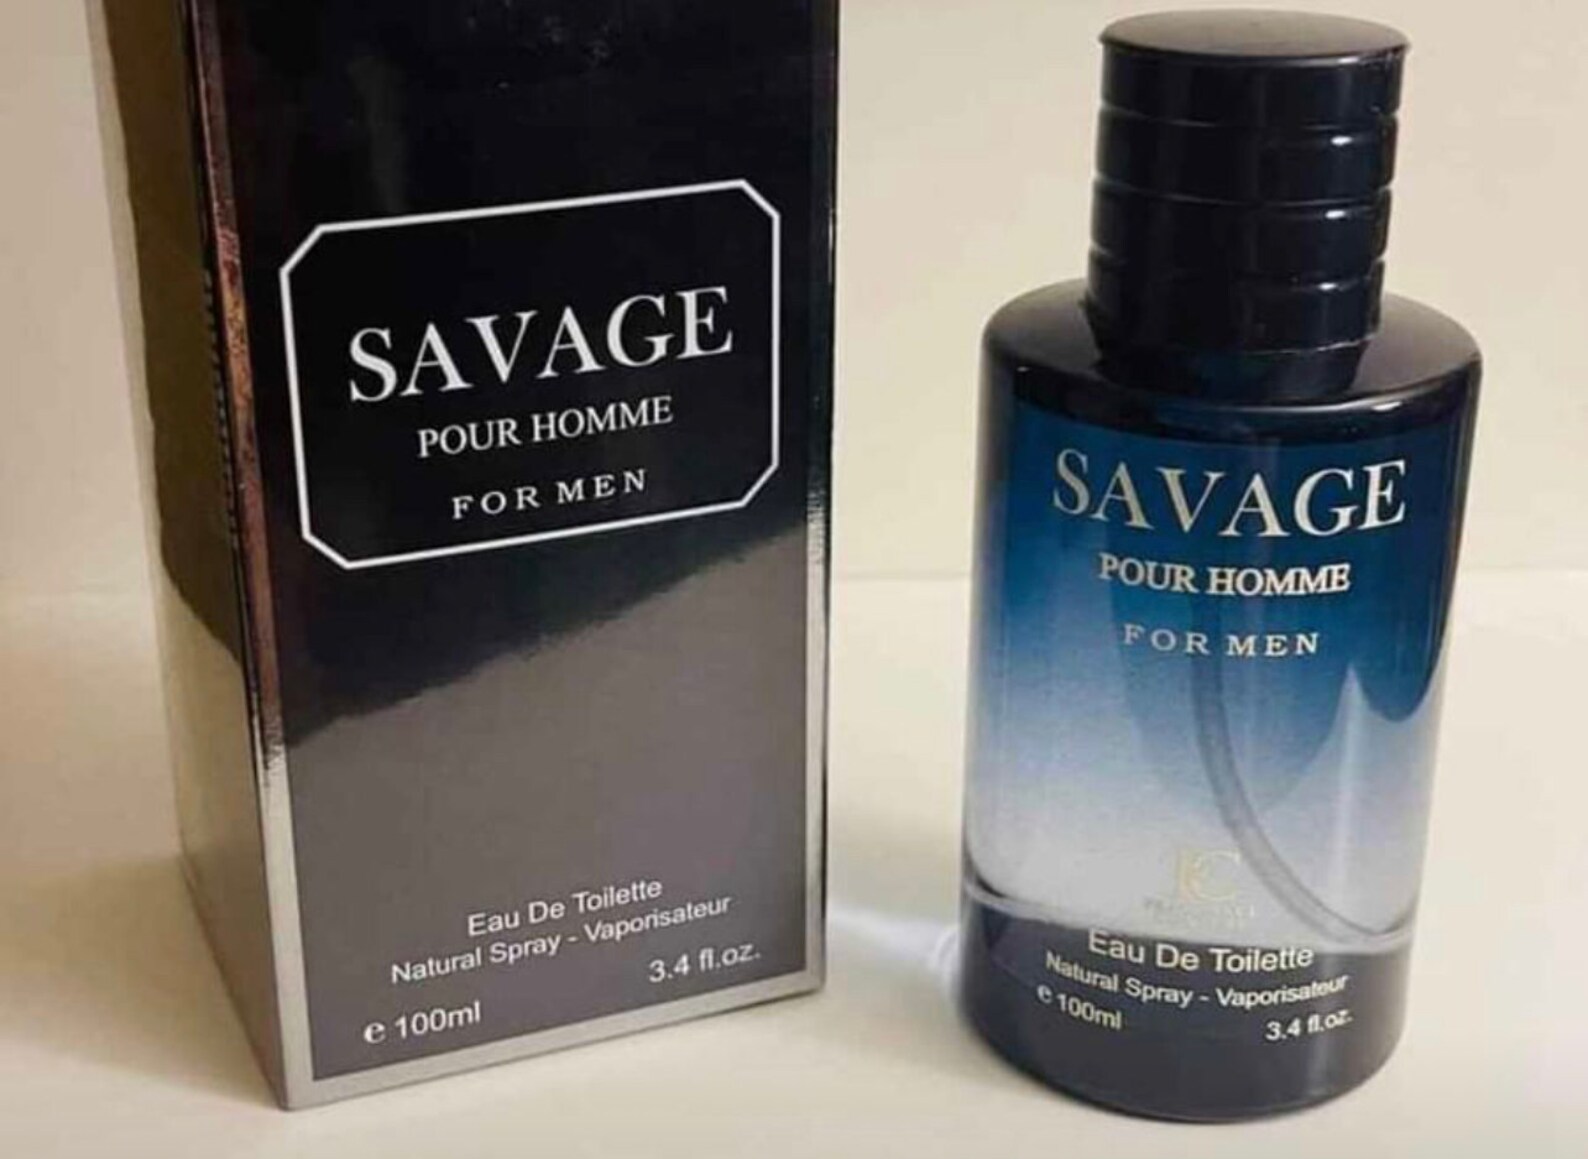 SAVAGE
POUR HOMME
FOR MEN
Eau De Toilette
Natural Spray - Vaporisateur
e 100ml 3.4 fl.oz.
SAVAGE
POUR HOMME
FOR MEN
Eau De Toilette
Natural Spray - Vaporisateur
e 100ml 3.4 fl.oz.